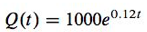 Q(t) = 1000e^{0.12t}